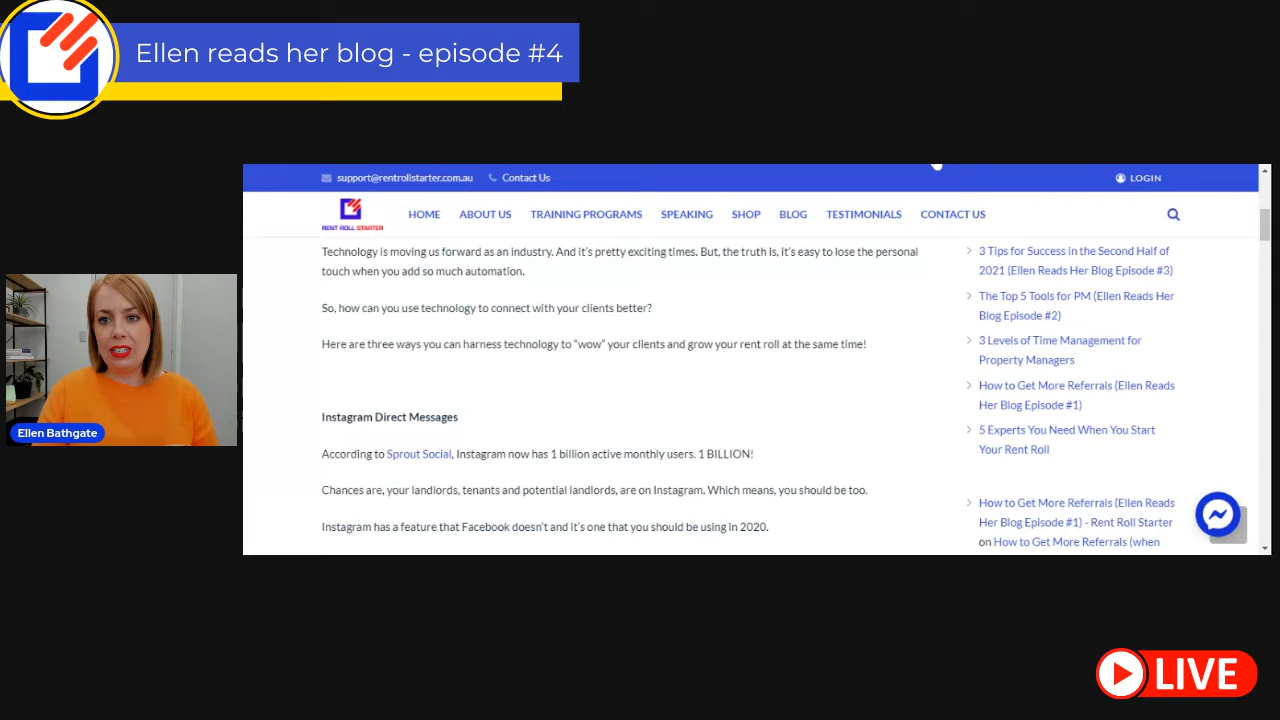 Ellen reads her blog - episode #4
support@rentrollstarter.com.au
Contact Us
LOGIN
RENT ROLL STARTER
HOME
ABOUT US
TRAINING PROGRAMS
SPEAKING
SHOP
BLOG
TESTIMONIALS
CONTACT US
Technology is moving us forward as an industry. And it's pretty exciting times. But, the truth is, it's easy to lose the personal
touch when you add so much automation.
So, how can you use technology to connect with your clients better?
Here are three ways you can harness technology to "wow" your clients and grow your rent roll at the same time!
Instagram Direct Messages
According to Sprout Social, Instagram now has 1 billion active monthly users. 1 BILLION!
Chances are, your landlords, tenants and potential landlords, are on Instagram. Which means, you should be too.
Instagram has a feature that Facebook doesn't and it's one that you should be using in 2020.
3 Tips for Success in the Second Half of
2021 (Ellen Reads Her Blog Episode #3)
The Top 5 Tools for PM (Ellen Reads Her
Blog Episode #2)
3 Levels of Time Management for
Property Managers
How to Get More Referrals (Ellen Reads
Her Blog Episode #1)
5 Experts You Need When You Start
Your Rent Roll
How to Get More Referrals (Ellen Reads
Her Blog Episode #1) - Rent Roll Starter
on How to Get More Referrals (when
Ellen Bathgate
LIVE